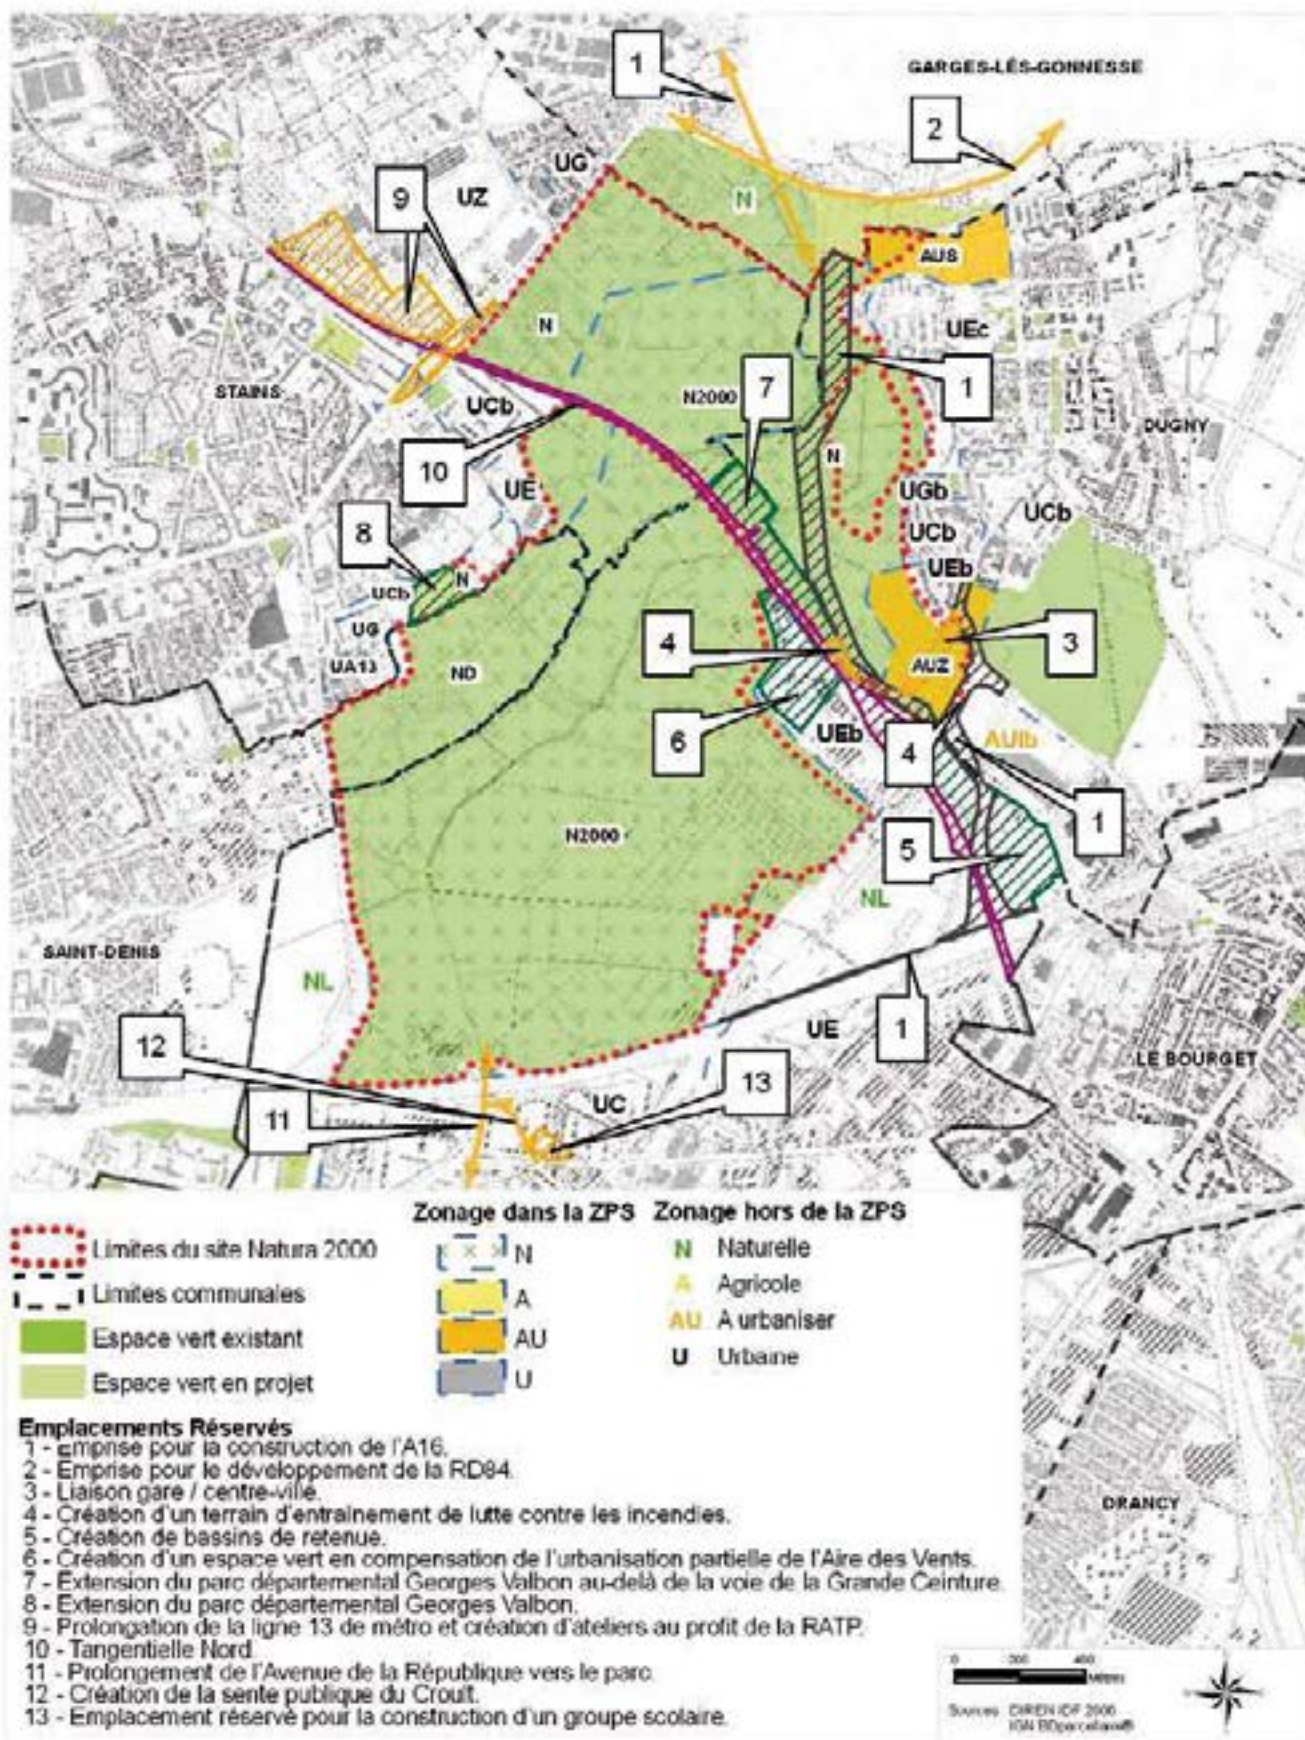 1
GARGES-LÉS-GONNESSE
2
UG
9
UZ
N
AUS
N
UEc
1
7
N2000
STAINS
UCb
DUGNY
10
N
UE
UGb
UCb
8
UCb
N
UEb
UCb
UG
4
3
UA13
ND
AUZ
6
UEb
4
AUIb
1
N2000
5
NL
SAINT-DENIS
NL
12
UE
1
LE BOURGET
13
UC
11
Zonage dans la ZPS
Zonage hors de la ZPS
Limites du site Natura 2000
N
N Naturelle
Limites communales
A
A Agricole
Espace vert existant
AU
AU A urbaniser
Espace vert en projet
U
U Urbaine
Emplacements Réservés
1 - Emprise pour la construction de l'A16.
2 - Emprise pour le développement de la RD84.
3 - Liaison gare / centre-ville.
4 - Création d'un terrain d'entraînement de lutte contre les incendies.
5 - Création de bassins de retenue.
6 - Création d'un espace vert en compensation de l'urbanisation partielle de l'Aire des Vents.
7 - Extension du parc départemental Georges Valbon au-delà de la voie de la Grande Ceinture.
8 - Extension du parc départemental Georges Valbon.
9 - Prolongation de la ligne 13 de métro et création d'ateliers au profit de la RATP.
10 - Tangentielle Nord
11 - Prolongement de l'Avenue de la République vers le parc
12 - Création de la sente publique du Croult.
13 - Emplacement réservé pour la construction d'un groupe scolaire.
DRANCY
0 200 400
Mètres
Sources DIREN IDF 2006
IGN BDparcellaire®